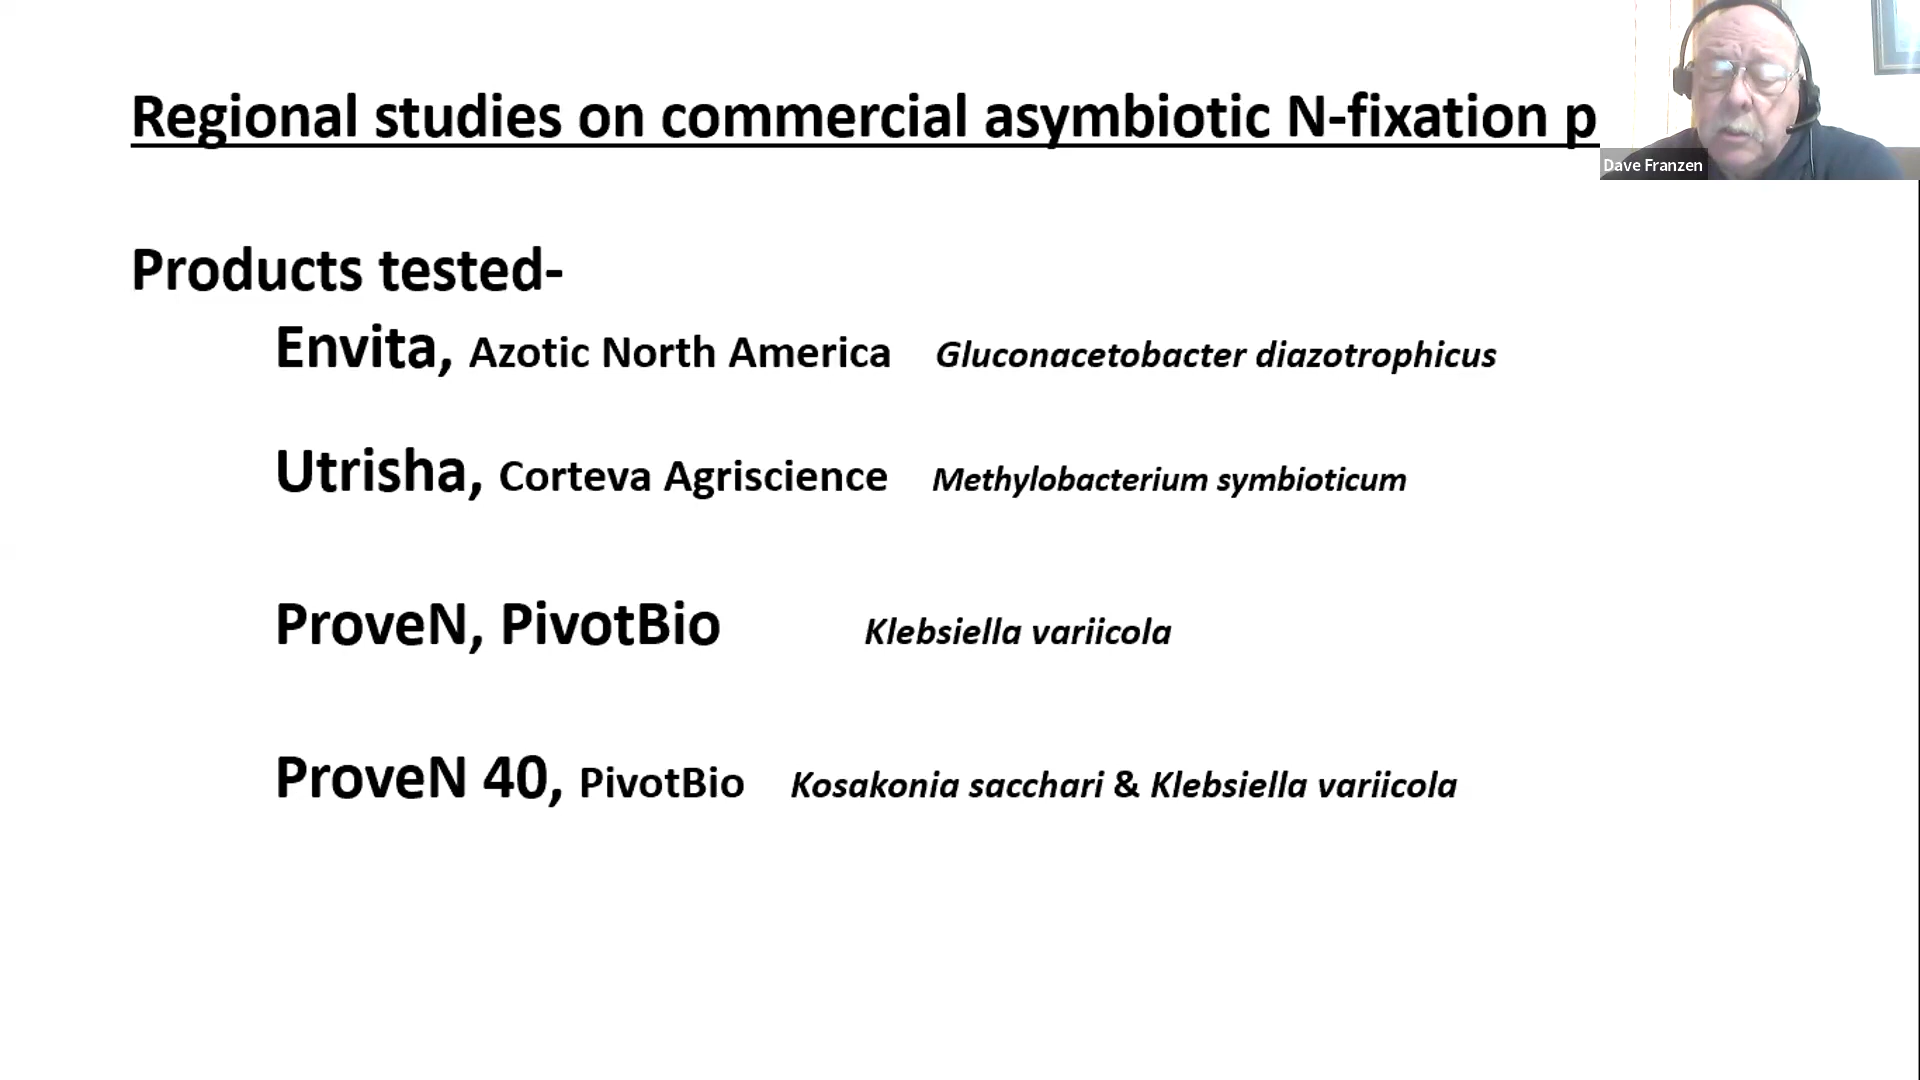 Regional studies on commercial asymbiotic N-fixation p
Dave Franzen
Products tested-
Envita, Azotic North America Gluconacetobacter diazotrophicus
Utrisha, Corteva Agriscience Methylobacterium symbioticum
ProveN, PivotBio Klebsiella variicola
ProveN 40, PivotBio Kosakonia sacchari & Klebsiella variicola